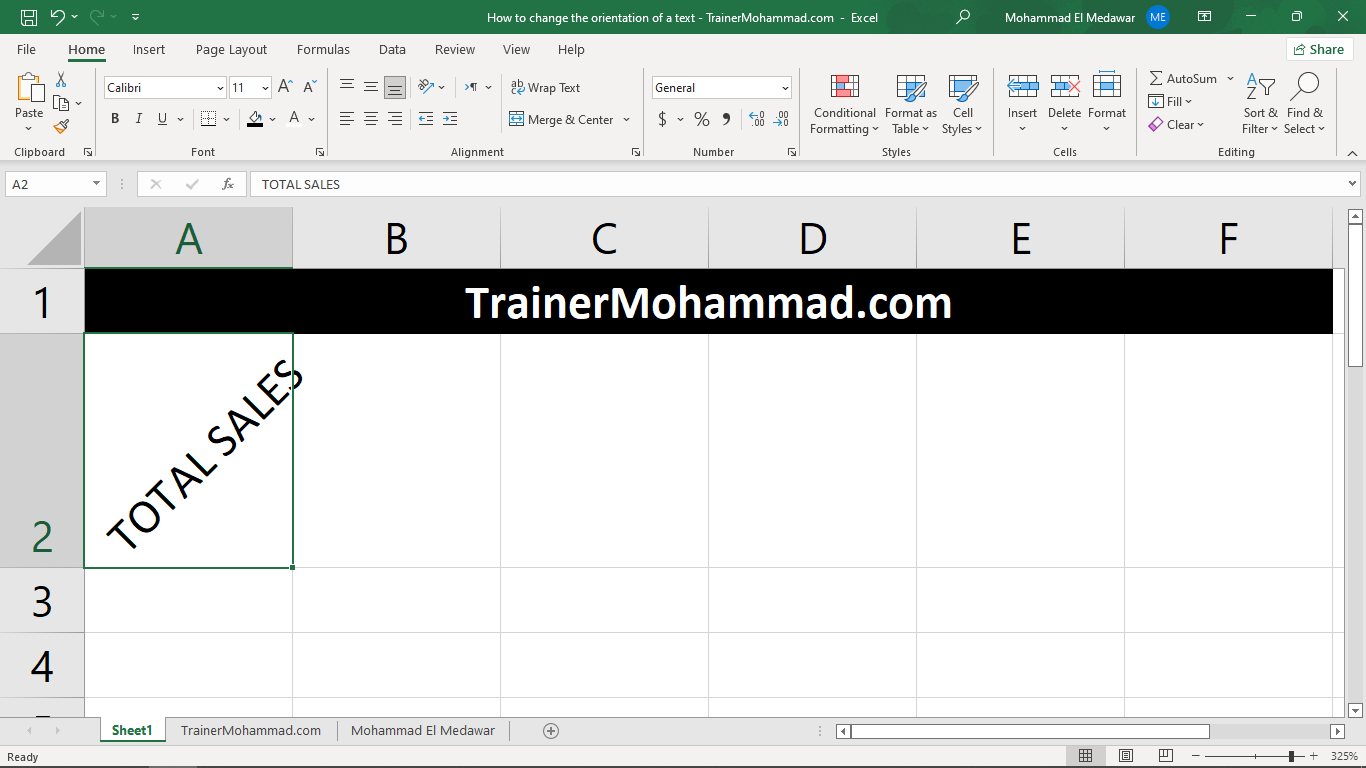 How to change the orientation of a text - TrainerMohammad.com - Excel
Mohammad El Medawar ME
File Home Insert Page Layout Formulas Data Review View Help Share
Paste
Calibri 11
B I U A
Wrap Text
Merge & Center
General
$ % 9 .00 .00
Conditional Formatting
Format as Table
Cell Styles
Insert Delete Format
AutoSum
Fill
Clear
Sort & Filter
Find & Select
Clipboard Font Alignment Number Styles Cells Editing
A2 fx TOTAL SALES
A B C D E F
1 TrainerMohammad.com
2 TOTAL SALES
3
4
Sheet1 TrainerMohammad.com Mohammad El Medawar
Ready 325%